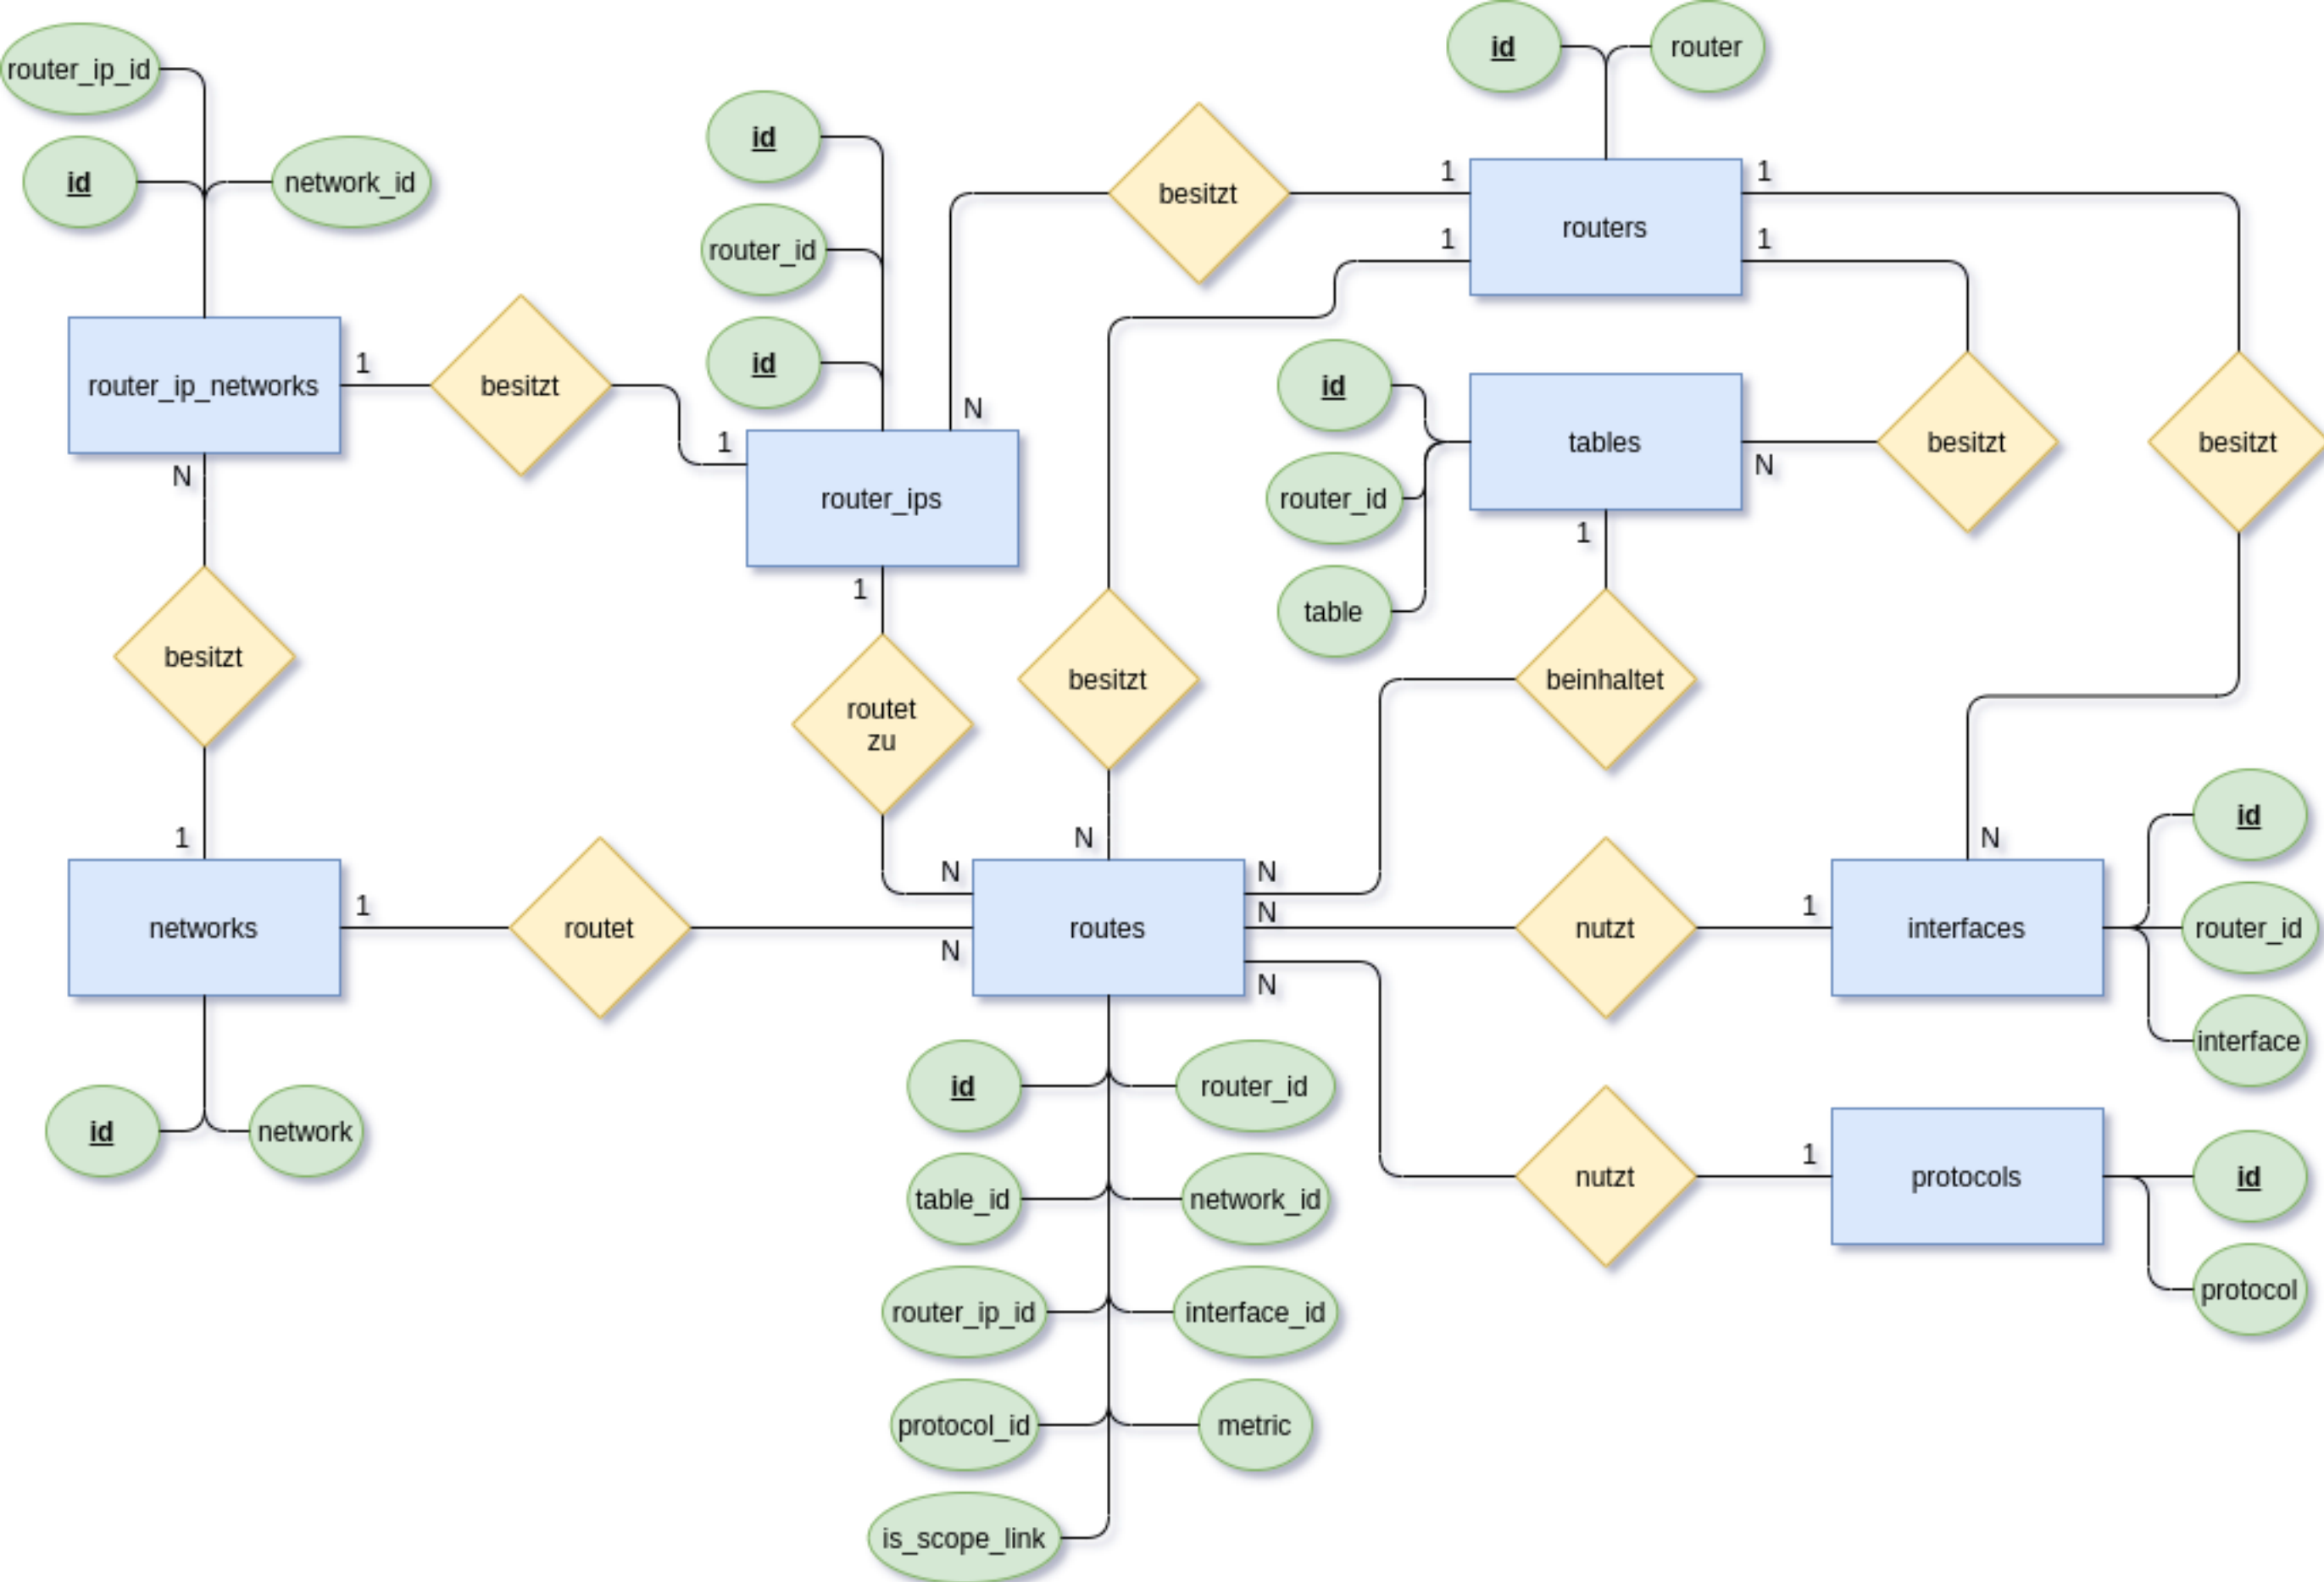 id
router
router_ip_id
id
id
network_id
besitzt
1
routers
1
1
1
router_id
id
router_ip_networks
1
besitzt
N
1
router_ips
id
tables
N
besitzt
besitzt
router_id
N
1
1
table
besitzt
routet
zu
besitzt
beinhaltet
1
N
N
id
networks
1
routet
N
N
routes
N
N
N
nutzt
1
interfaces
router_id
interface
id
network
id
router_id
nutzt
1
protocols
id
table_id
network_id
protocol
router_ip_id
interface_id
protocol_id
metric
is_scope_link